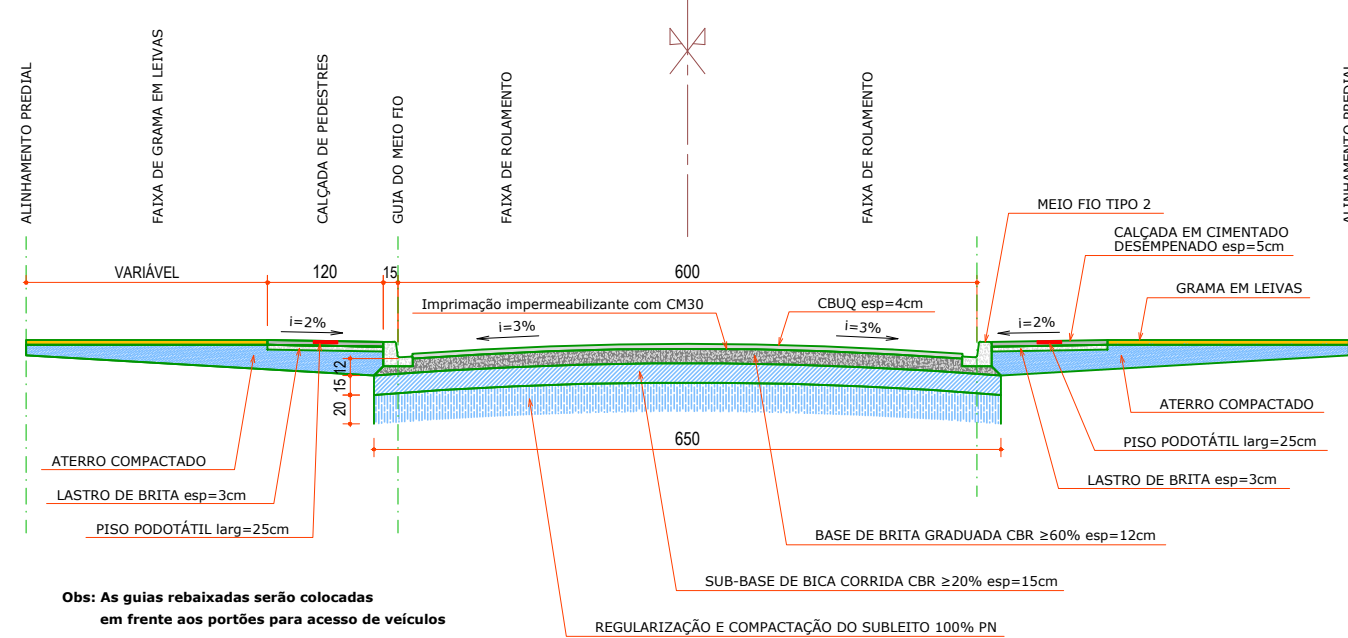 ALINHAMENTO PREDIAL
FAIXA DE GRAMA EM LEIVAS
CALÇADA DE PEDESTRES
GUIA DO MEIO FIO
FAIXA DE ROLAMENTO
FAIXA DE ROLAMENTO
ALINHAMENTO PREDIAL
MEIO FIO TIPO 2
CALÇADA EM CIMENTADO
DESEMPENADO esp=5cm
GRAMA EM LEIVAS
VARIÁVEL
120
15
600
Imprimação impermeabilizante com CM30
CBUQ esp=4cm
i=2%
i=3%
i=3%
i=2%
12
15
20
650
ATERRO COMPACTADO
LASTRO DE BRITA esp=3cm
PISO PODOTÁTIL larg=25cm
ATERRO COMPACTADO
PISO PODOTÁTIL larg=25cm
LASTRO DE BRITA esp=3cm
BASE DE BRITA GRADUADA CBR ≥60% esp=12cm
SUB-BASE DE BICA CORRIDA CBR ≥20% esp=15cm
REGULARIZAÇÃO E COMPACTAÇÃO DO SUBLEITO 100% PN
Obs: As guias rebaixadas serão colocadas
em frente aos portões para acesso de veículos